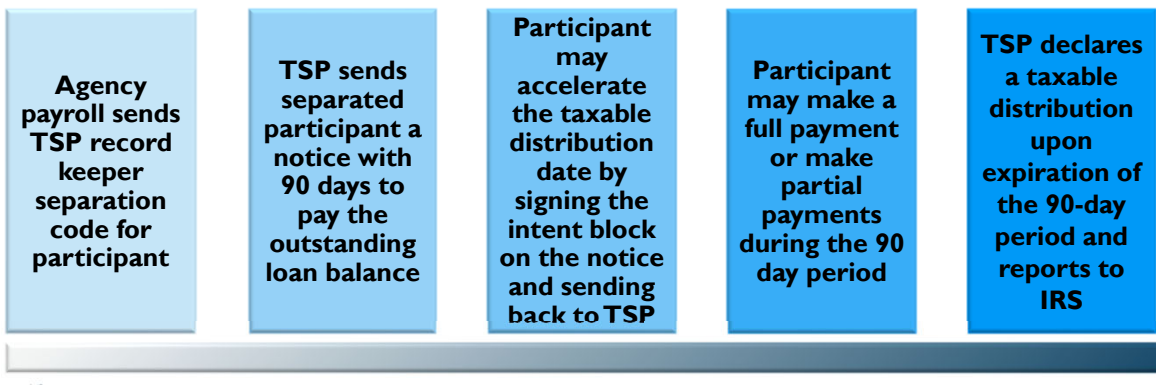 Agency
payroll sends
TSP record
keeper
separation
code for
participant
TSP sends
separated
participant a
notice with
90 days to
pay the
outstanding
loan balance
Participant
may
accelerate
the taxable
distribution
date by
signing the
intent block
on the notice
and sending
back to TSP
Participant
may make a
full payment
or make
partial
payments
during the 90
day period
TSP declares
a taxable
distribution
upon
expiration of
the 90-day
period and
reports to
IRS